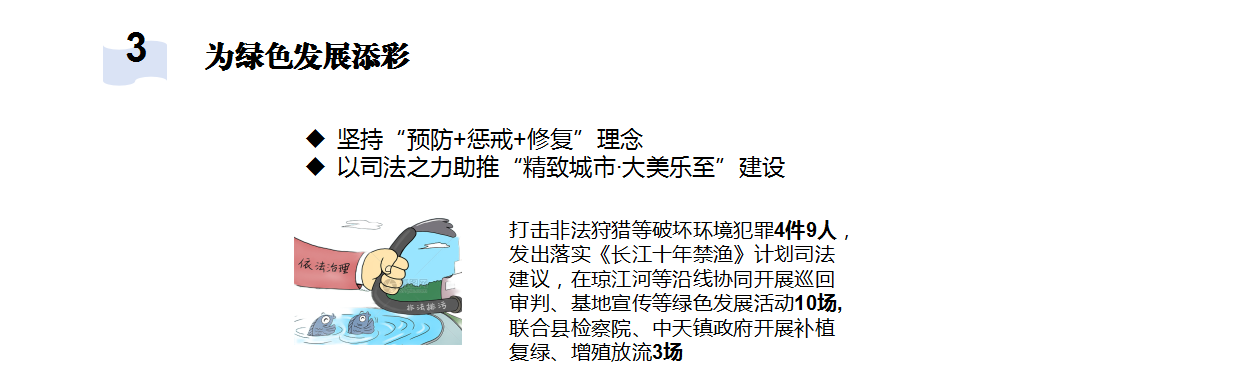 3
为绿色发展添彩
◆ 坚持“预防+惩戒+修复”理念
◆ 以司法之力助推“精致城市·大美乐至”建设
依法治理
非法排污
打击非法狩猎等破坏环境犯罪4件9人，
发出落实《长江十年禁渔》计划司法
建议，在琼江河等沿线协同开展巡回
审判、基地宣传等绿色发展活动10场,
联合县检察院、中天镇政府开展补植
复绿、增殖放流3场